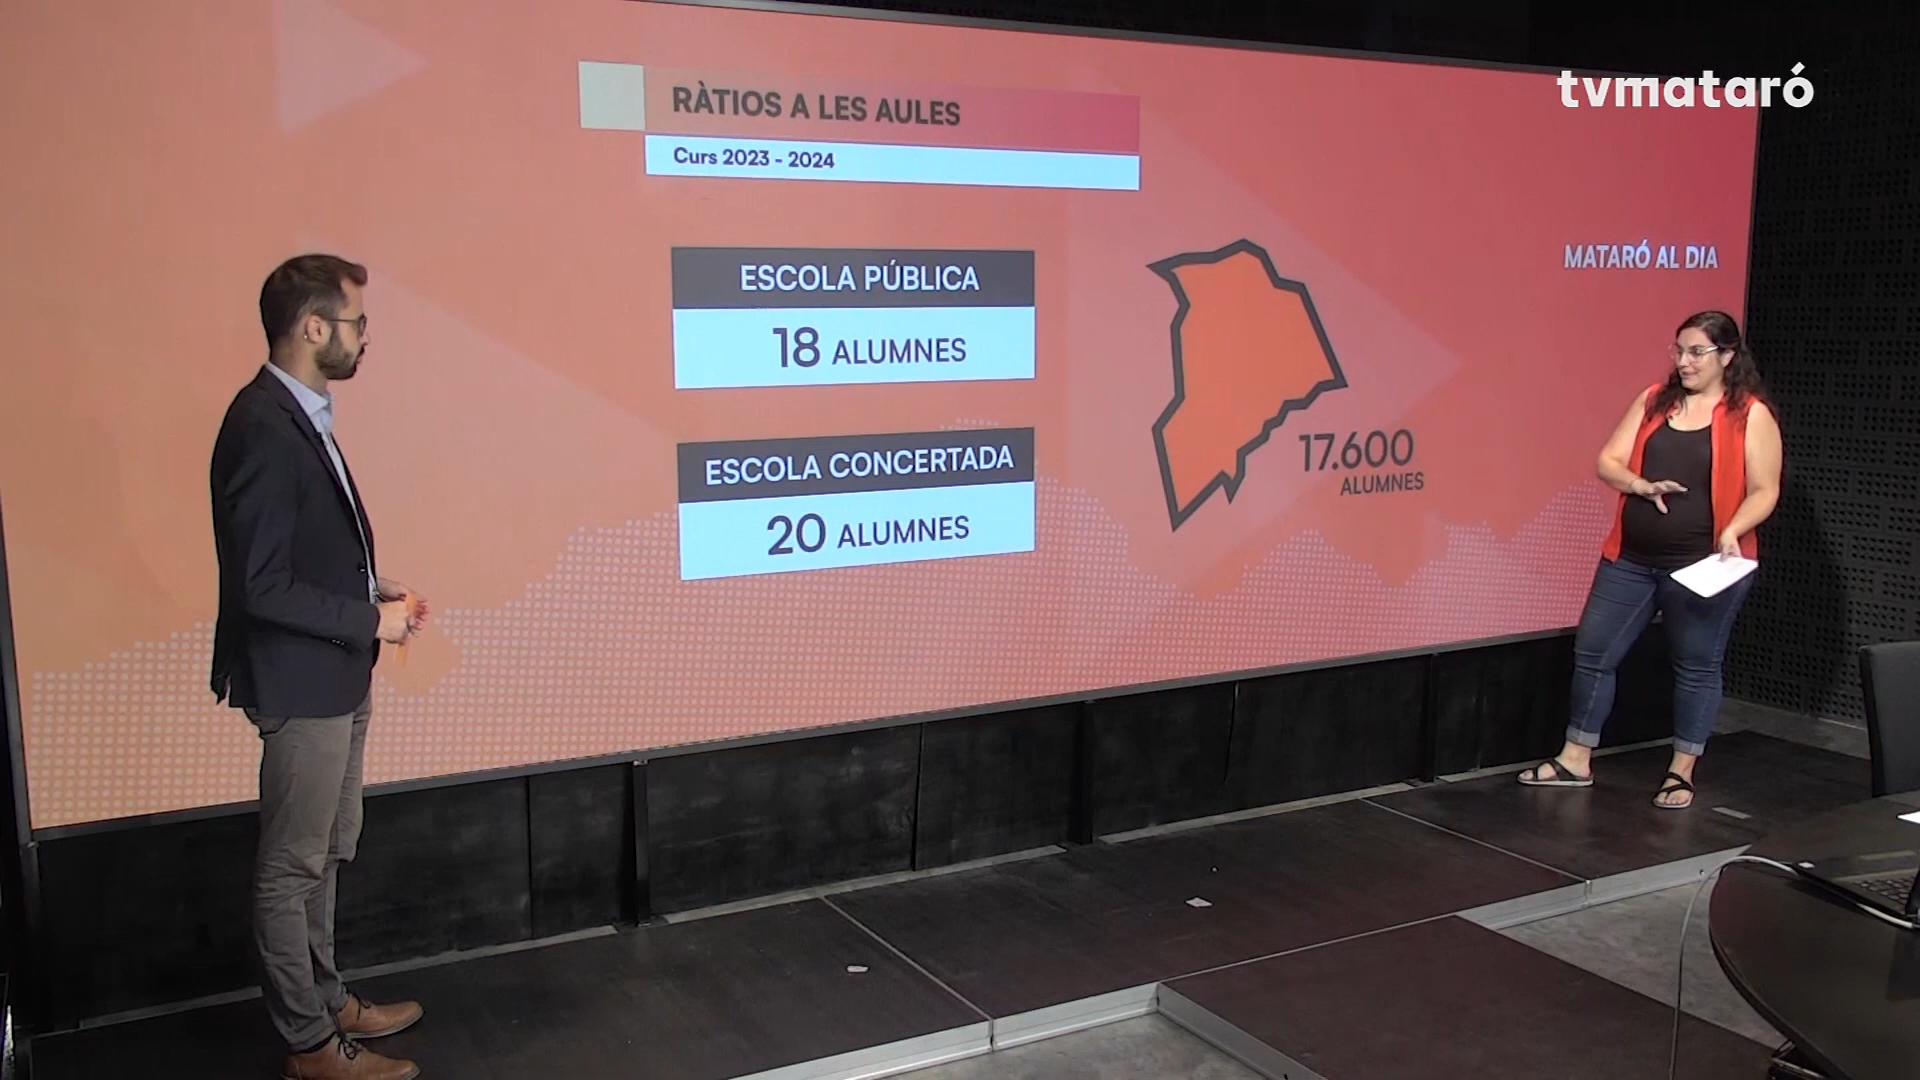 tvmataró
RÀTIOS A LES AULES
Curs 2023 - 2024
MATARÓ AL DIA
ESCOLA PÚBLICA
18 ALUMNES
ESCOLA CONCERTADA
20 ALUMNES
17.600
ALUMNES